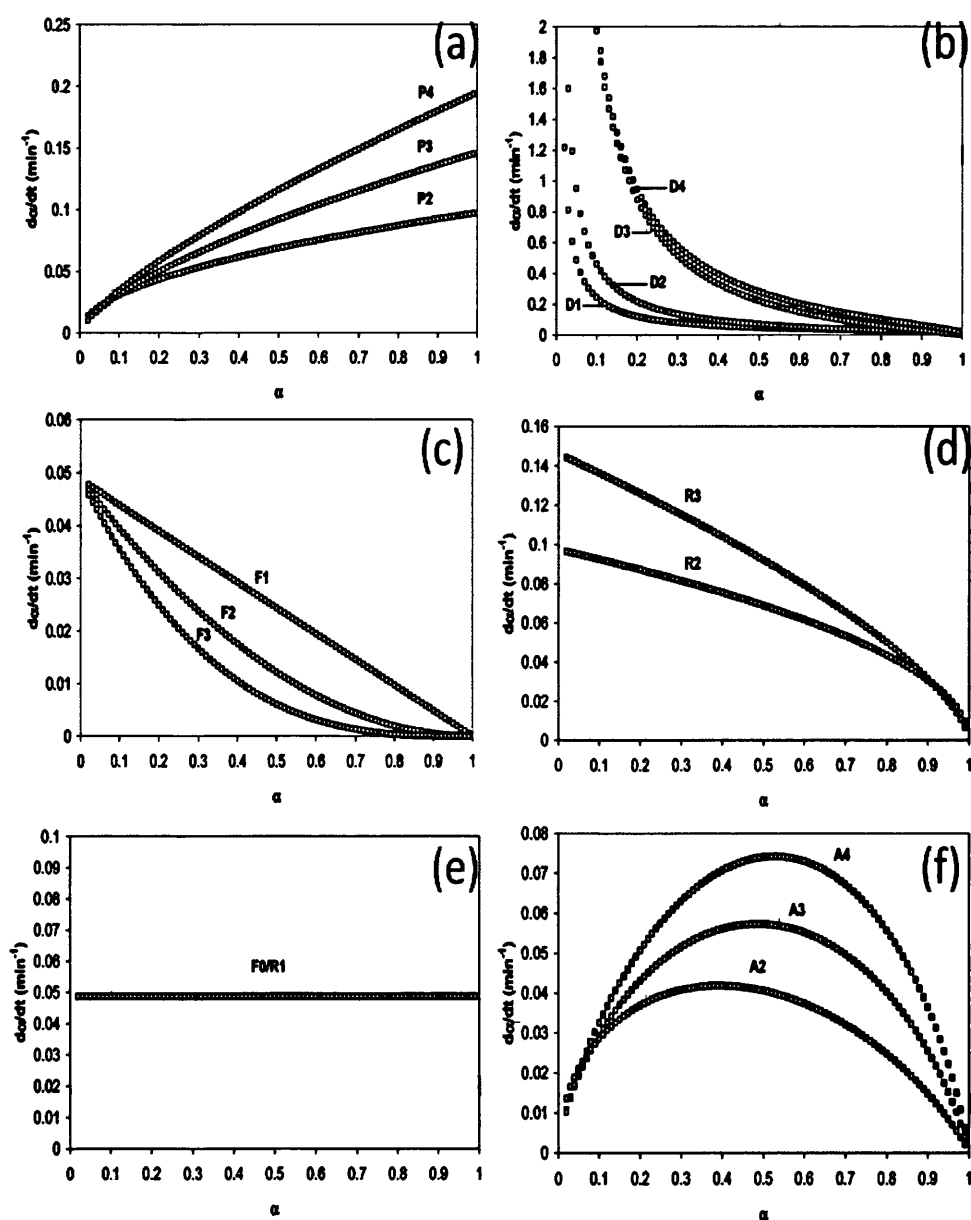 (a)
0.25
0.2
0.15
0.1
0.05
0
dα/dt (min⁻¹)
P4
P3
P2
0 0.1 0.2 0.3 0.4 0.5 0.6 0.7 0.8 0.9 1
α
(b)
2
1.8
1.6
1.4
1.2
1
0.8
0.6
0.4
0.2
0
dα/dt (min⁻¹)
D4
D3
D2
D1
0 0.1 0.2 0.3 0.4 0.5 0.6 0.7 0.8 0.9 1
α
(c)
0.06
0.05
0.04
0.03
0.02
0.01
0
dα/dt (min⁻¹)
F1
F2
F3
0 0.1 0.2 0.3 0.4 0.5 0.6 0.7 0.8 0.9 1
α
(d)
0.16
0.14
0.12
0.1
0.08
0.06
0.04
0.02
0
dα/dt (min⁻¹)
R3
R2
0 0.1 0.2 0.3 0.4 0.5 0.6 0.7 0.8 0.9 1
α
(e)
0.1
0.09
0.08
0.07
0.06
0.05
0.04
0.03
0.02
0.01
0
dα/dt (min⁻¹)
F0/R1
0 0.1 0.2 0.3 0.4 0.5 0.6 0.7 0.8 0.9 1
α
(f)
0.08
0.07
0.06
0.05
0.04
0.03
0.02
0.01
0
dα/dt (min⁻¹)
A4
A3
A2
0 0.1 0.2 0.3 0.4 0.5 0.6 0.7 0.8 0.9 1
α